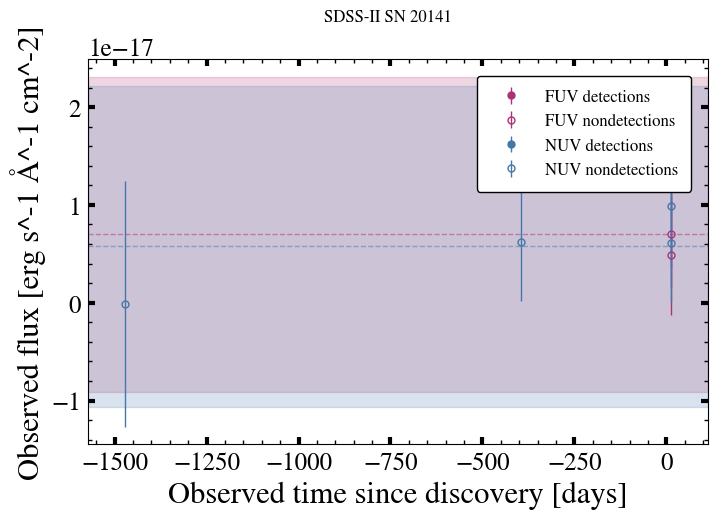 SDSS-II SN 20141
1e−17
Observed flux [erg s^-1 Å^-1 cm^-2]
2
1
0
−1
FUV detections
FUV nondetections
NUV detections
NUV nondetections
−1500 −1250 −1000 −750 −500 −250 0
Observed time since discovery [days]